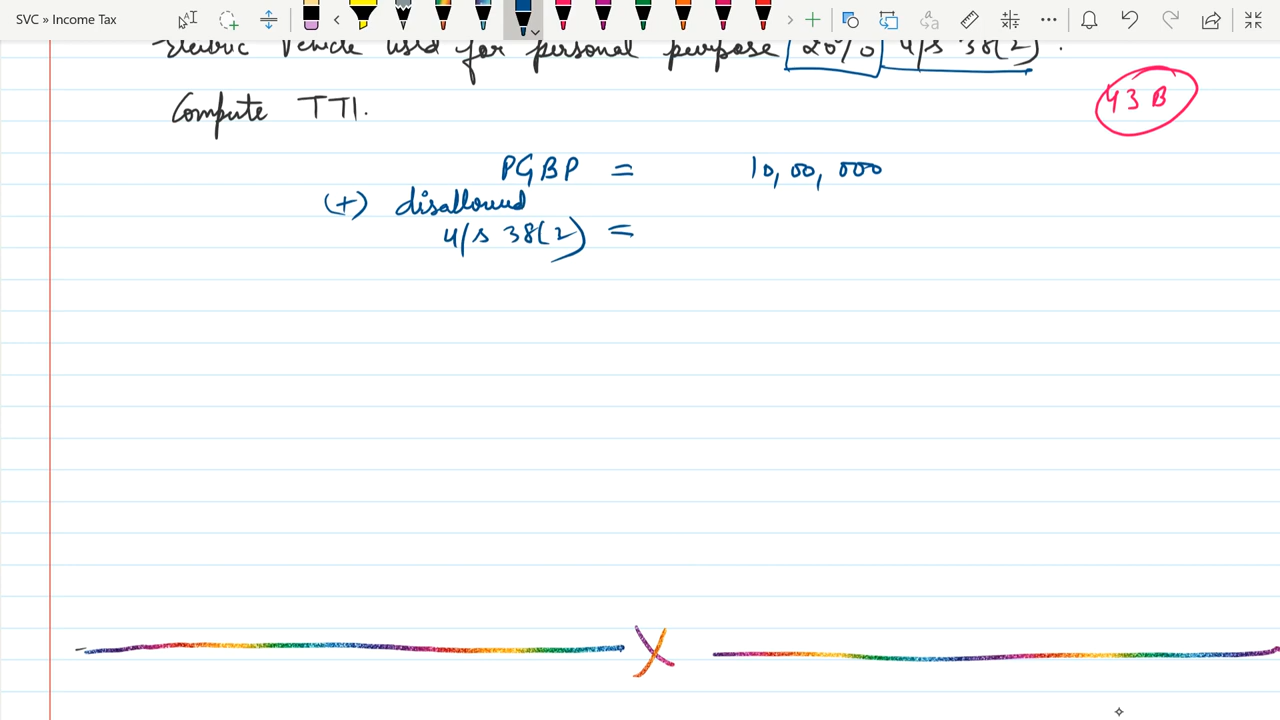 SVC » Income Tax
Electric Vehicle used for personal purpose 20% u/s 38(2).
Compute TTI.
43B
PGBP = 10,00,000
(+) disallowed
u/s 38(2) =